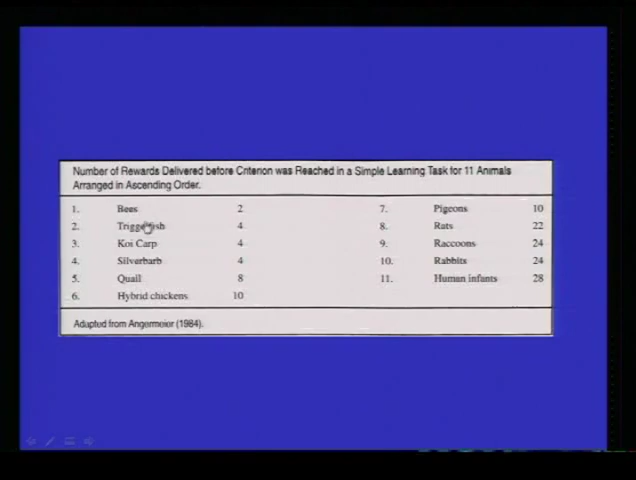 Number of Rewards Delivered before Criterion was Reached in a Simple Learning Task for 11 Animals
Arranged in Ascending Order.
1. Bees 2
2. Triggerfish 4
3. Koi Carp 4
4. Silverbarb 4
5. Quail 8
6. Hybrid chickens 10
7. Pigeons 10
8. Rats 22
9. Raccoons 24
10. Rabbits 24
11. Human infants 28
Adapted from Angermeier (1984).